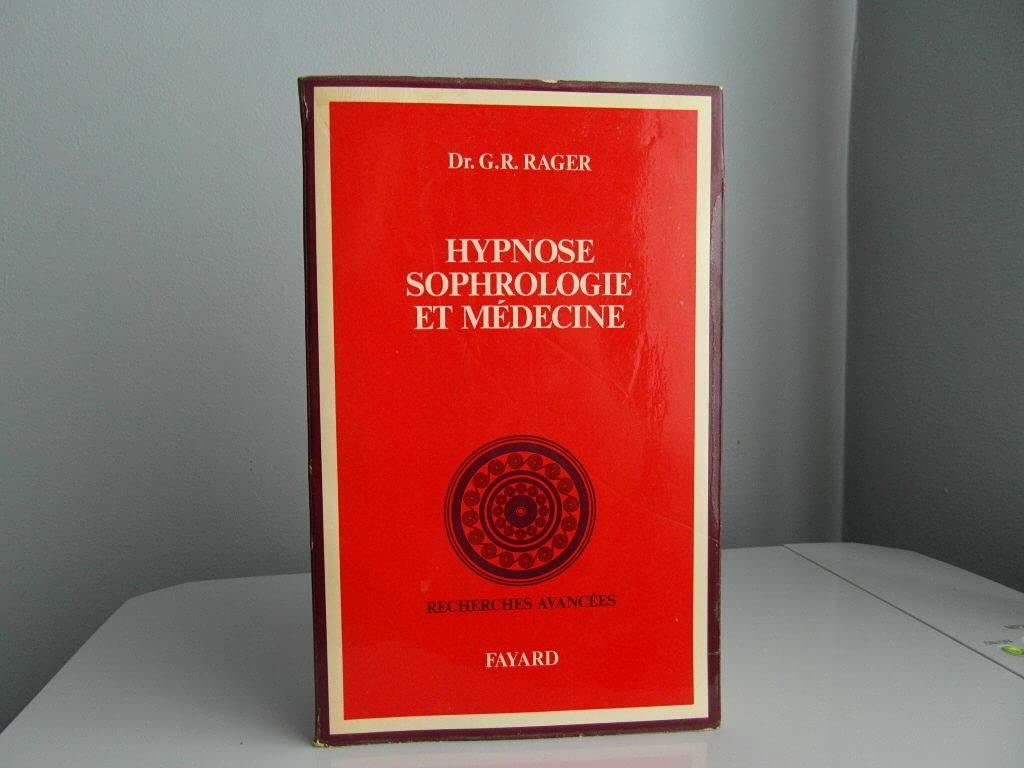 Dr. G.R. RAGER
HYPNOSE
SOPHROLOGIE
ET MÉDECINE
RECHERCHES AVANCÉES
FAYARD